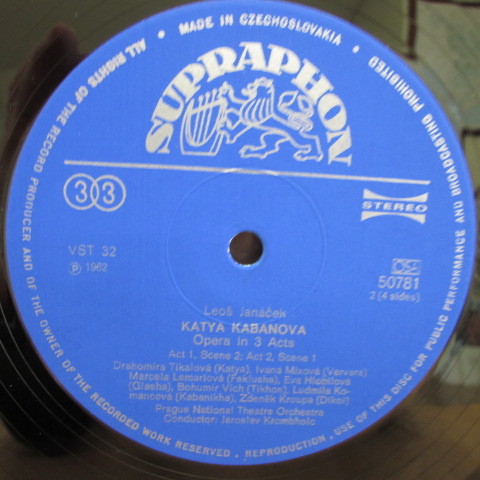 MADE IN CZECHOSLOVAKIA
ALL RIGHTS OF THE RECORD PRODUCER AND OF THE OWNER OF THE RECORDED WORK RESERVED . REPRODUCTION , USE OF THIS DISC FOR PUBLIC PERFORMANCE AND BROADCASTING PROHIBITED
SUPRAPHON
33
STEREO
VST 32
Ⓟ 1962
50781
2 (4 sides)
Leoš Janáček
KATYA KABANOVA
Opera in 3 Acts
Act 1, Scene 2; Act 2, Scene 1
Drahomíra Tikalová (Katya), Ivana Mixová (Varvara)
Marcela Lemariová (Feklusha), Eva Hlobilová
(Glasha), Bohumír Vich (Tikhon), Ludmila Ko-
mancová (Kabanikha), Zdeněk Kroupa (Dikoi)
Prague National Theatre Orchestra
Conductor: Jaroslav Krombholc